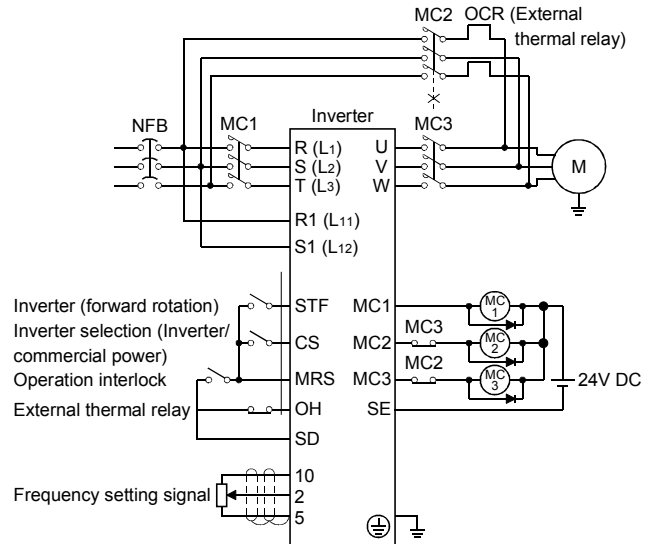 MC2 OCR (External
thermal relay)
Inverter
NFB MC1 MC3
R (L1) U
S (L2) V
T (L3) W
M
R1 (L11)
S1 (L12)
Inverter (forward rotation) STF MC1 MC 1
Inverter selection (Inverter/
commercial power) CS MC2 MC3 MC 2
Operation interlock MRS MC3 MC2 MC 3 24V DC
External thermal relay OH SE
SD
10
Frequency setting signal 2
5